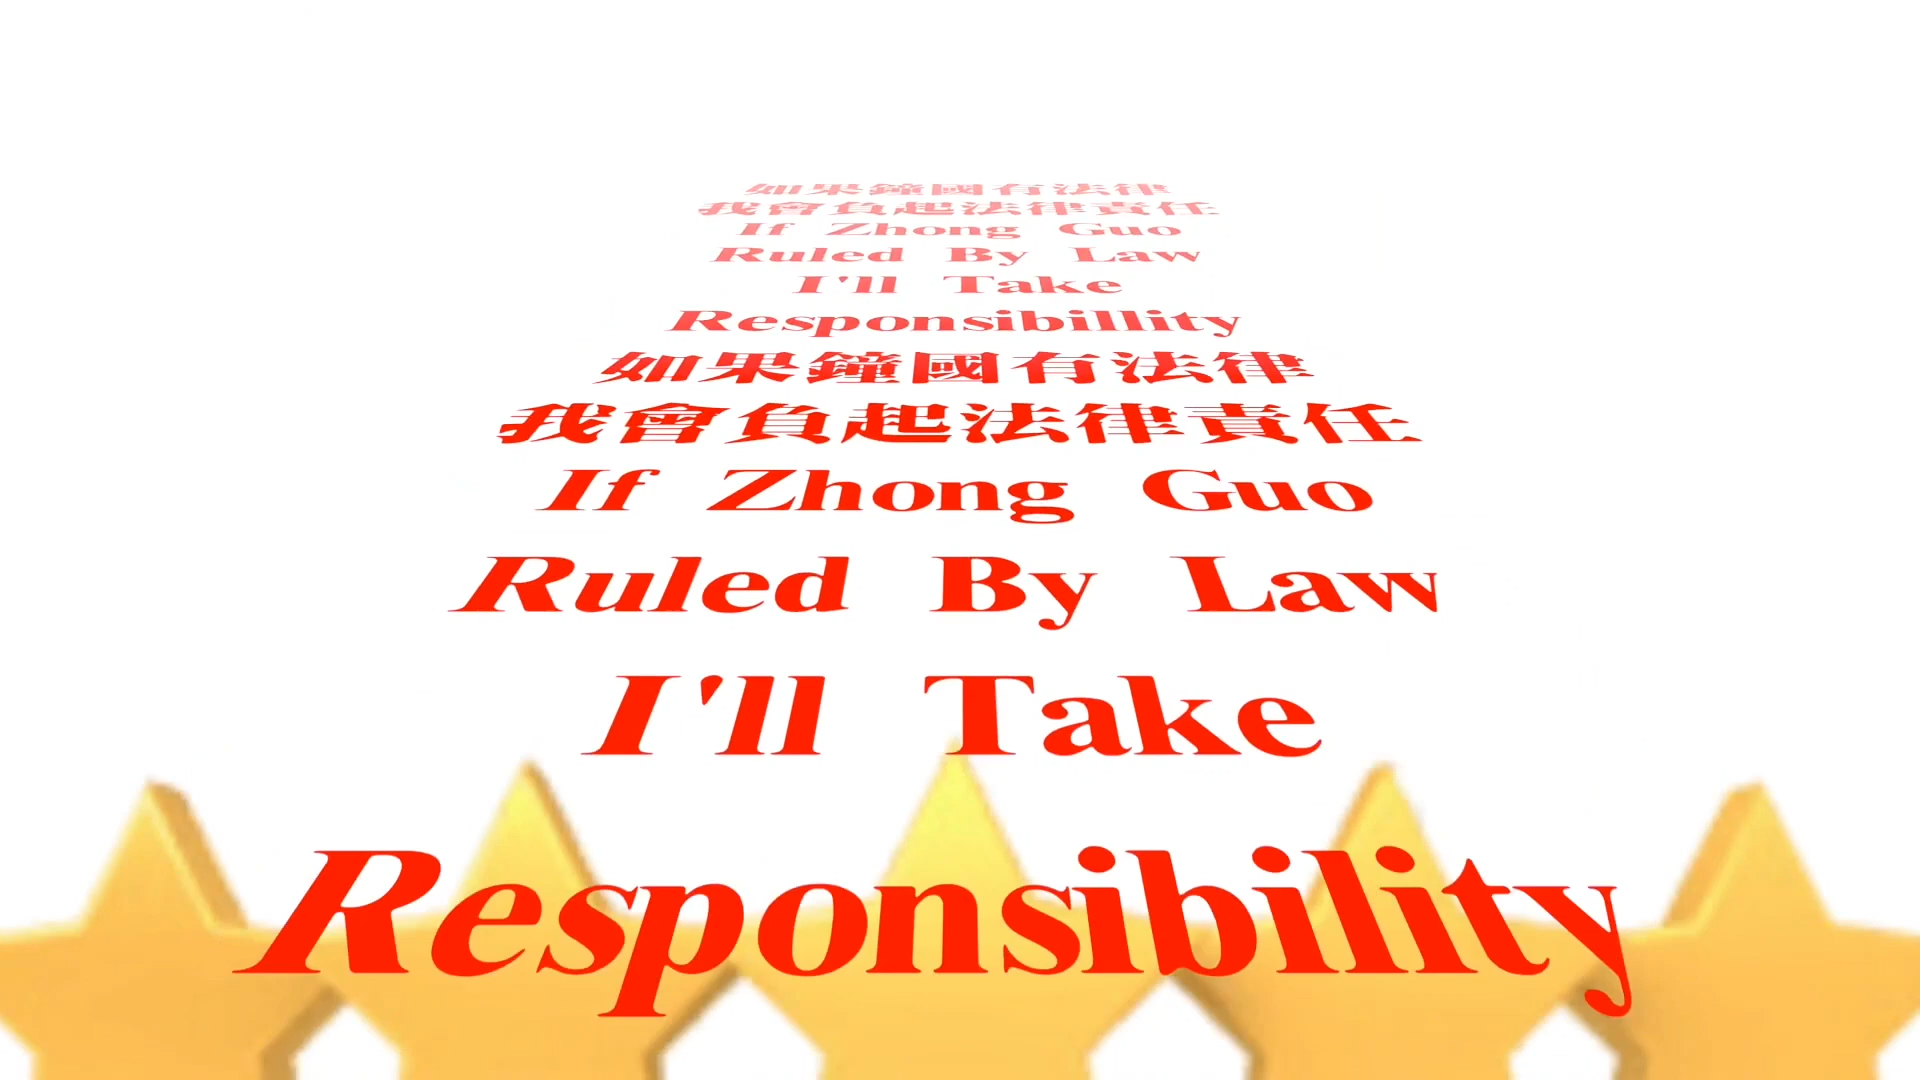 如果鐘國有法律
我會負起法律責任
If Zhong Guo
Ruled By Law
I'll Take
Responsibillity
如果鐘國有法律
我會負起法律責任
If Zhong Guo
Ruled By Law
I'll Take
Responsibility